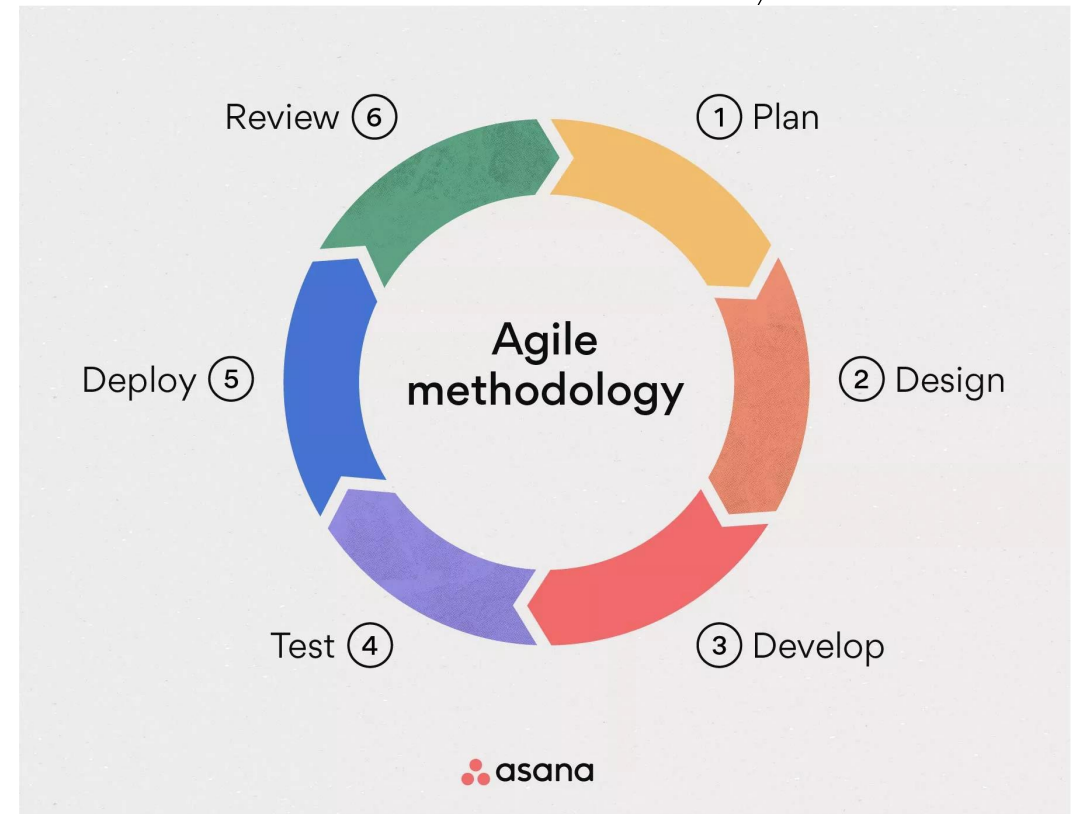 1 Plan
2 Design
3 Develop
Test 4
Deploy 5
Review 6
Agile
methodology
asana